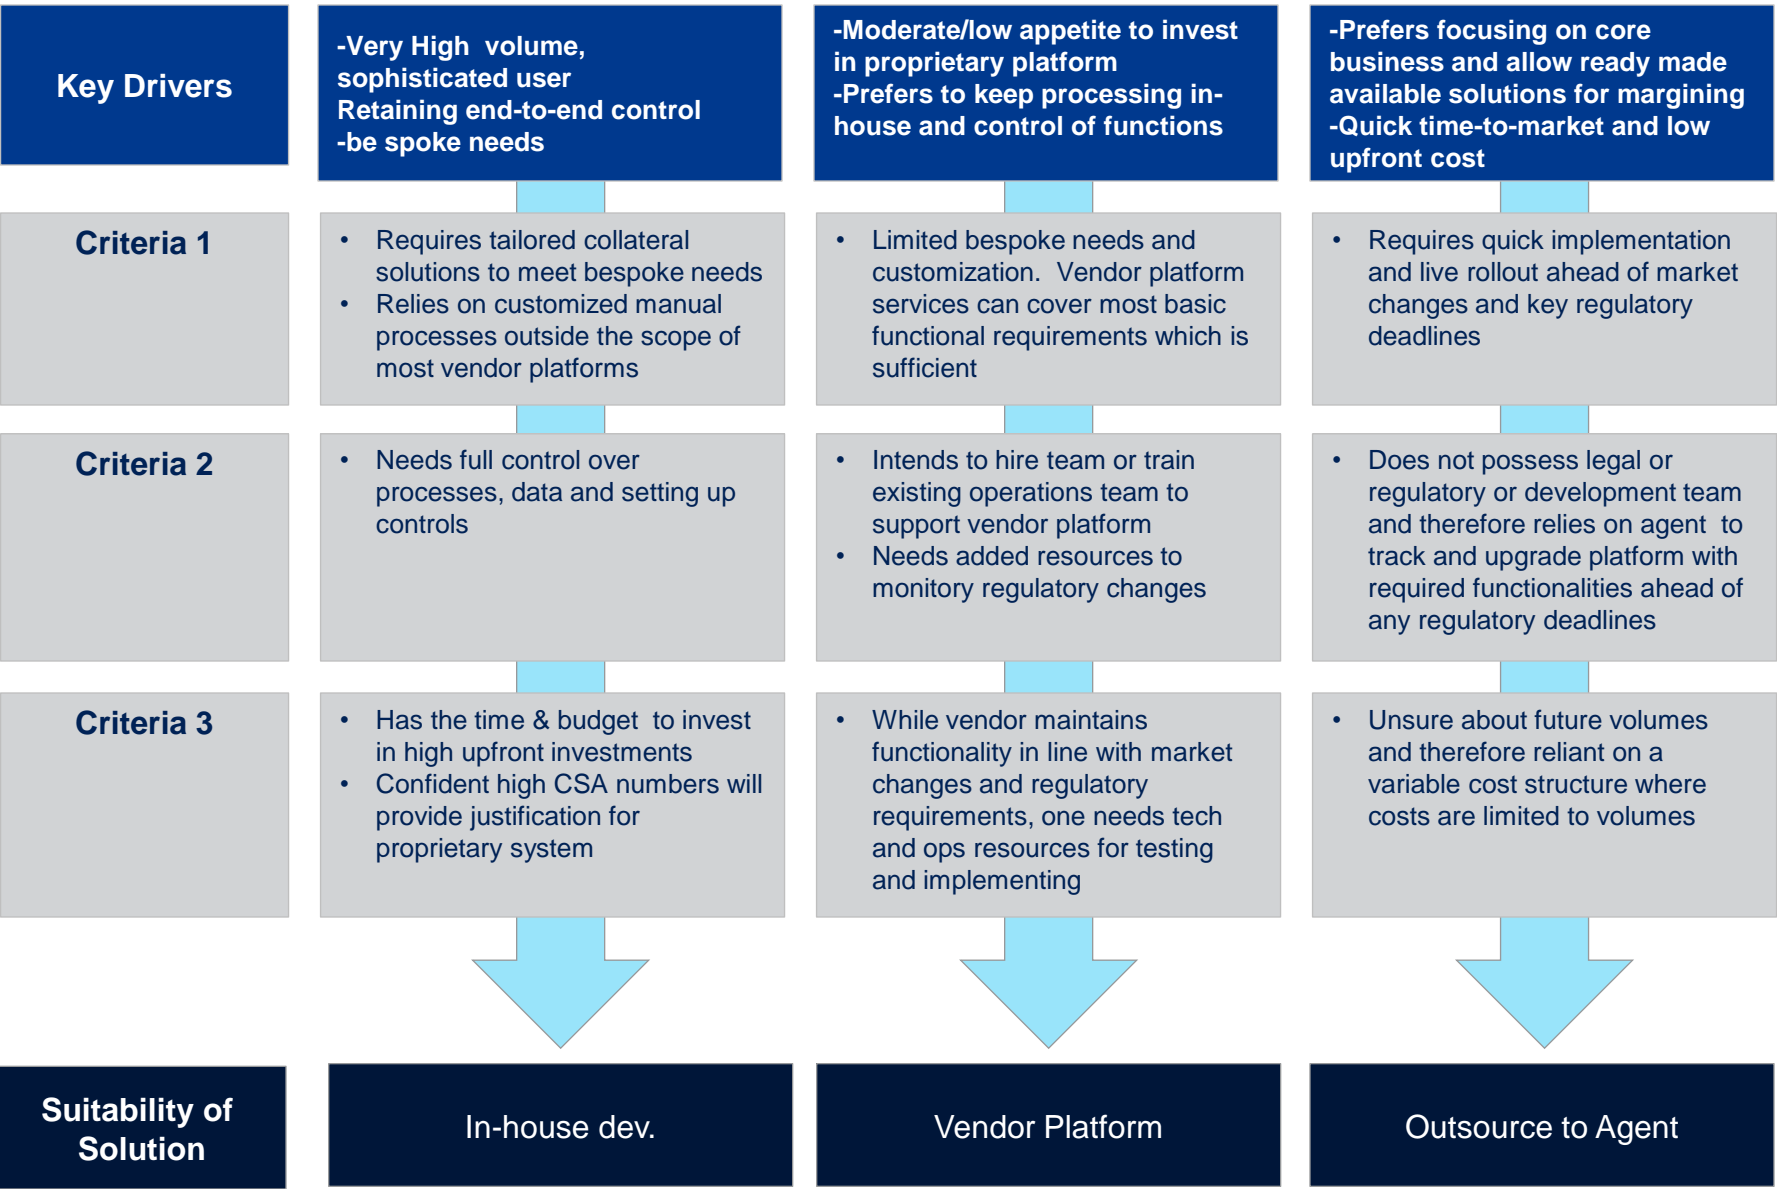 Key Drivers
-Very High  volume,
sophisticated user
Retaining end-to-end control
-be spoke needs
-Moderate/low appetite to invest
in proprietary platform
-Prefers to keep processing in-
house and control of functions
-Prefers focusing on core
business and allow ready made
available solutions for margining
-Quick time-to-market and low
upfront cost
Criteria 1
• Requires tailored collateral
solutions to meet bespoke needs
• Relies on customized manual
processes outside the scope of
most vendor platforms
• Limited bespoke needs and
customization.  Vendor platform
services can cover most basic
functional requirements which is
sufficient
• Requires quick implementation
and live rollout ahead of market
changes and key regulatory
deadlines
Criteria 2
• Needs full control over
processes, data and setting up
controls
• Intends to hire team or train
existing operations team to
support vendor platform
• Needs added resources to
monitory regulatory changes
• Does not possess legal or
regulatory or development team
and therefore relies on agent  to
track and upgrade platform with
required functionalities ahead of
any regulatory deadlines
Criteria 3
• Has the time & budget  to invest
in high upfront investments
• Confident high CSA numbers will
provide justification for
proprietary system
• While vendor maintains
functionality in line with market
changes and regulatory
requirements, one needs tech
and ops resources for testing
and implementing
• Unsure about future volumes
and therefore reliant on a
variable cost structure where
costs are limited to volumes
Suitability of
Solution
In-house dev.
Vendor Platform
Outsource to Agent